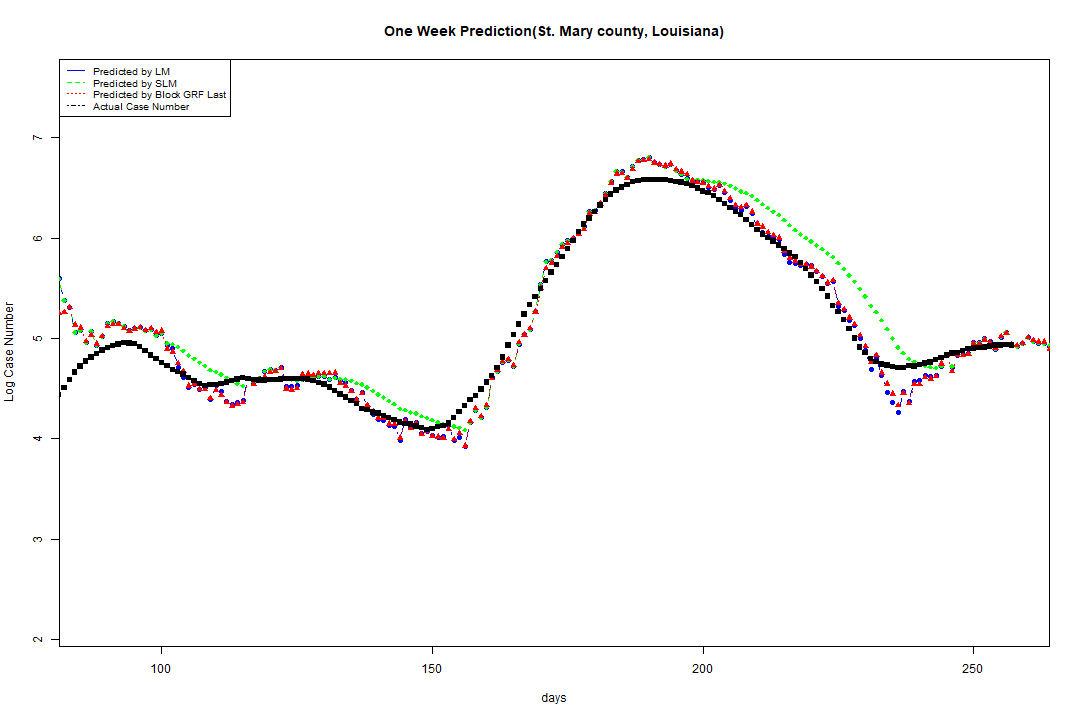 One Week Prediction(St. Mary county, Louisiana)
Predicted by LM
Predicted by SLM
Predicted by Block GRF Last
Actual Case Number
7
6
5
4
3
2
Log Case Number
100 150 200 250
days